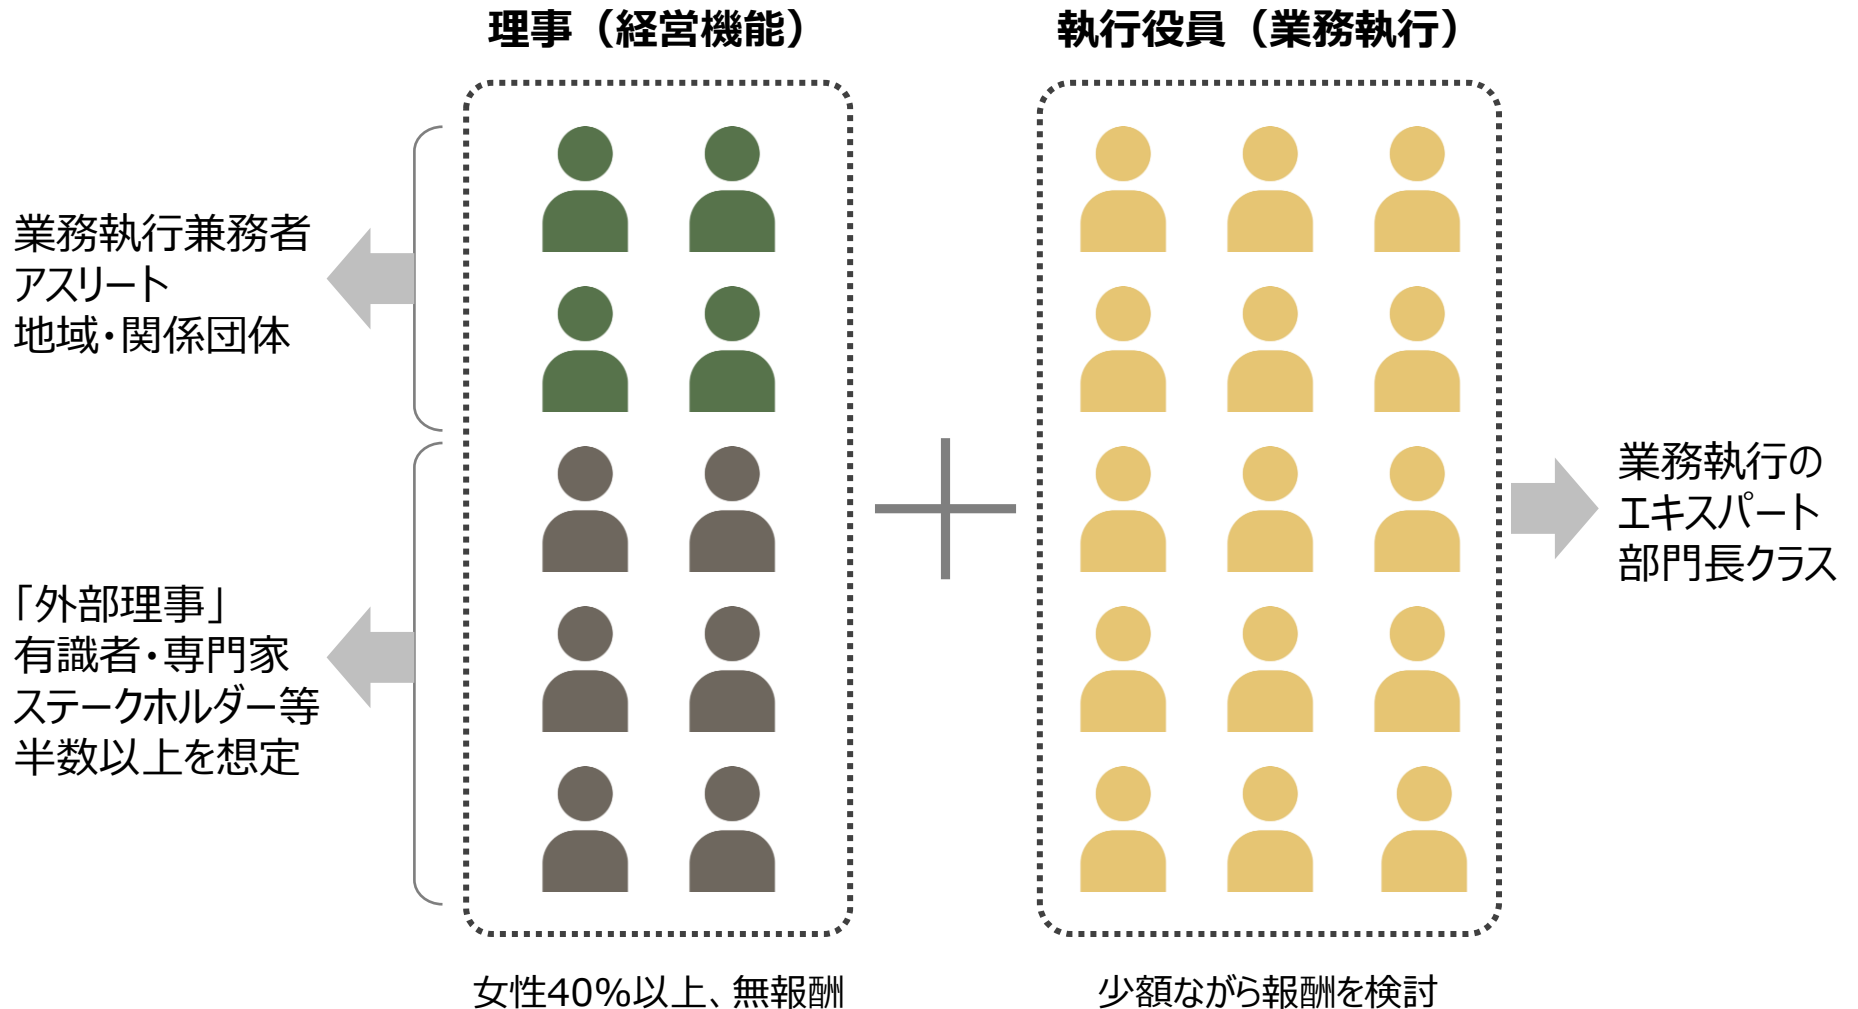 理事（経営機能）
執行役員（業務執行）
業務執行兼務者
アスリート
地域・関係団体
「外部理事」
有識者・専門家
ステークホルダー等
半数以上を想定
業務執行の
エキスパート
部門長クラス
女性40%以上、無報酬
少額ながら報酬を検討